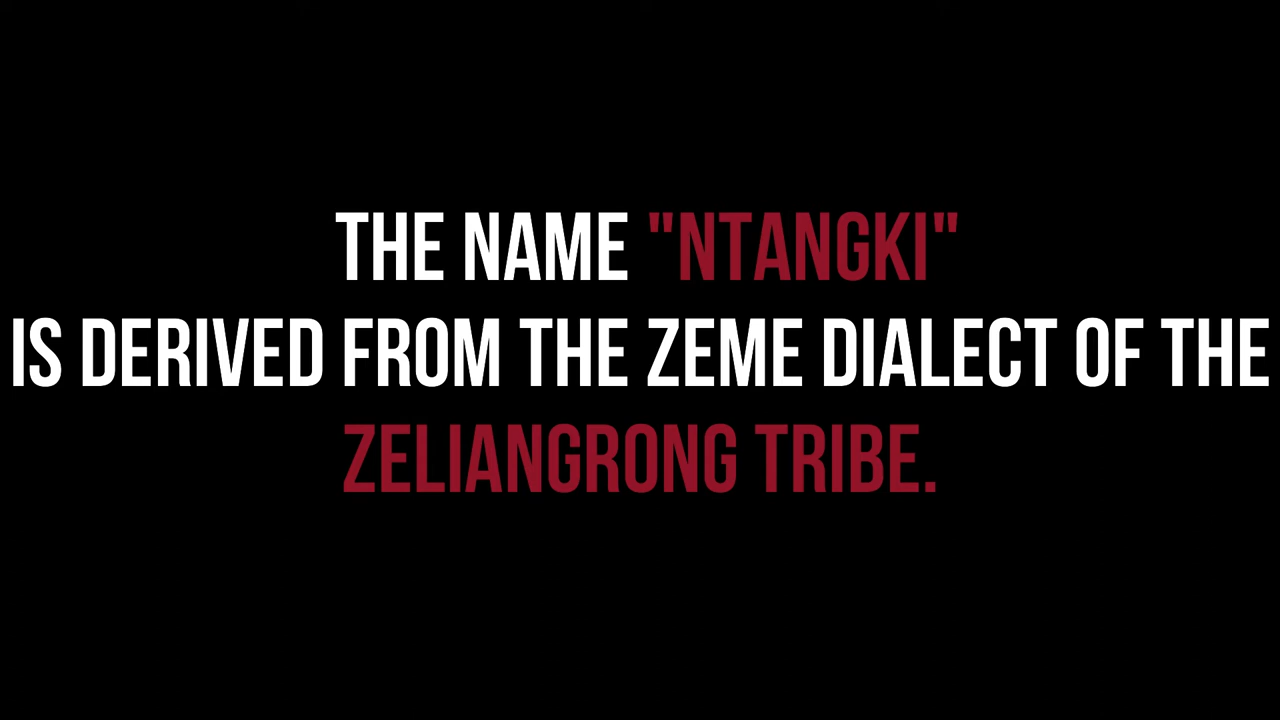 THE NAME "NTANGKI"
IS DERIVED FROM THE ZEME DIALECT OF THE
ZELIANGRONG TRIBE.